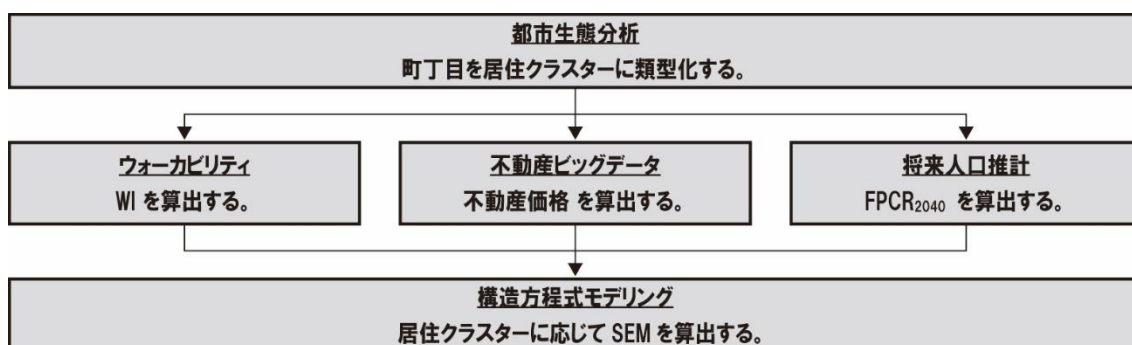 都市生態分析
町丁目を居住クラスターに類型化する。
ウォーカビリティ
WI を算出する。
不動産ビッグデータ
不動産価格 を算出する。
将来人口推計
FPCR2040 を算出する。
構造方程式モデリング
居住クラスターに応じて SEM を算出する。